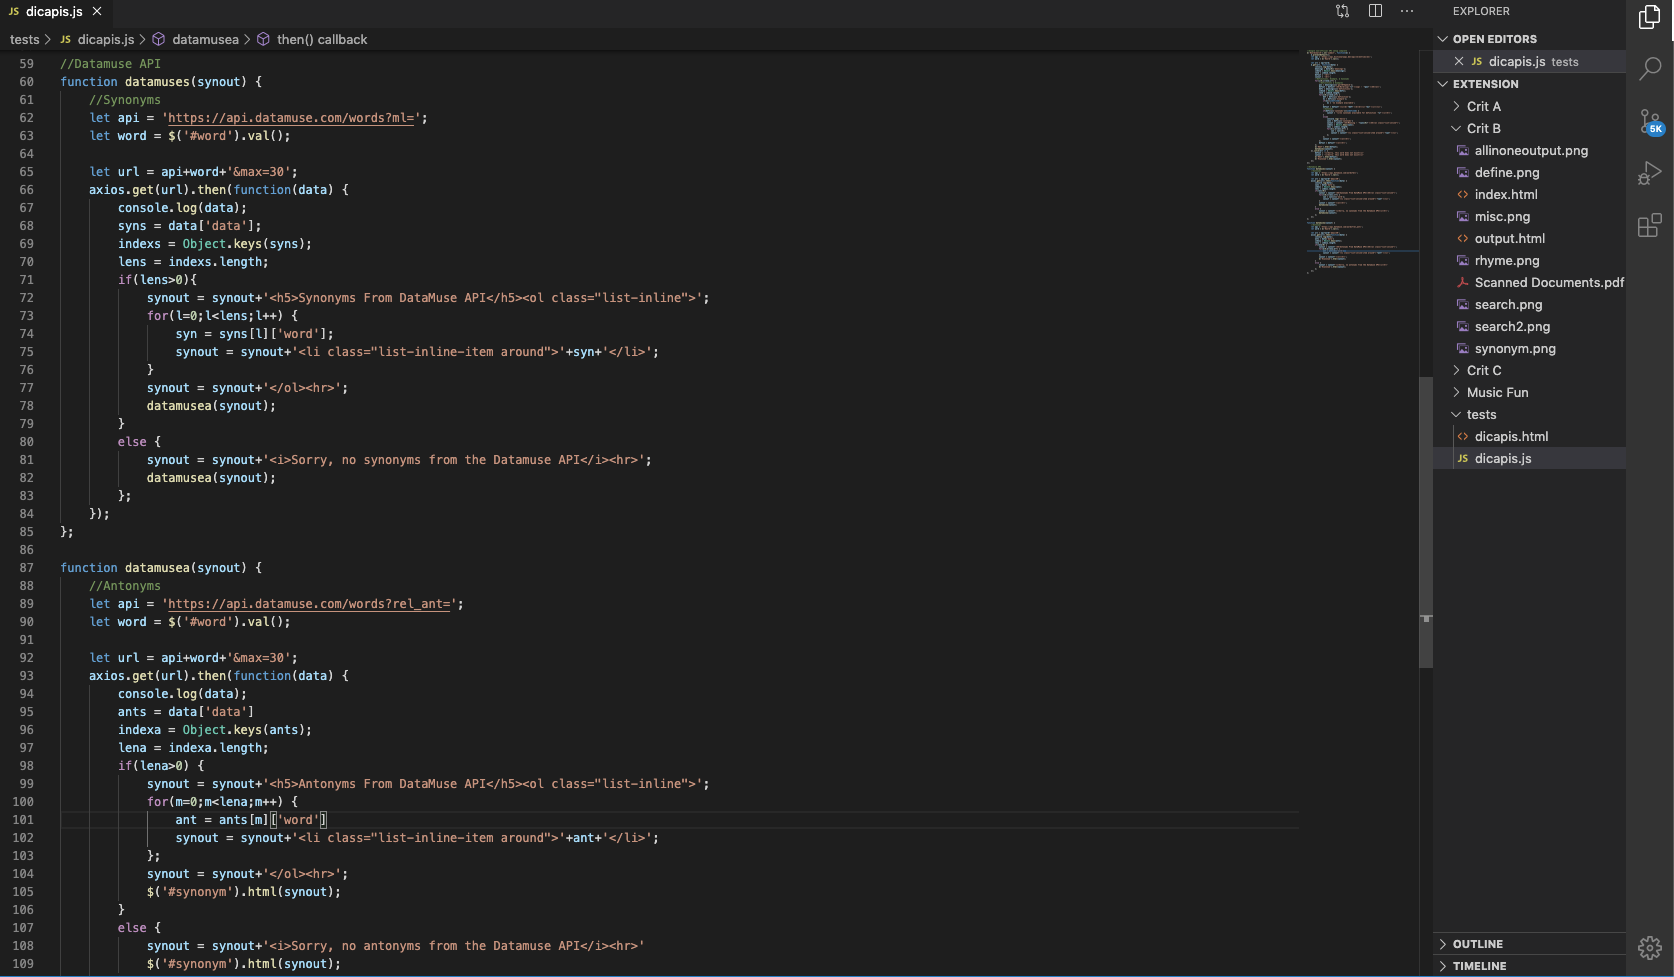 JS dicapis.js ×
tests > JS dicapis.js > datamusea > then() callback
59 //Datamuse API
60 function datamuses(synout) {
61 //Synonyms
62 let api = 'https://api.datamuse.com/words?ml=';
63 let word = $('#word').val();
64
65 let url = api+word+'&max=30';
66 axios.get(url).then(function(data) {
67 console.log(data);
68 syns = data['data'];
69 indexs = Object.keys(syns);
70 lens = indexs.length;
71 if(lens>0){
72 synout = synout+'<h5>Synonyms From DataMuse API</h5><ol class="list-inline">';
73 for(l=0;l<lens;l++) {
74 syn = syns[l]['word'];
75 synout = synout+'<li class="list-inline-item around">'+syn+'</li>';
76 }
77 synout = synout+'</ol><hr>';
78 datamusea(synout);
79 }
80 else {
81 synout = synout+'<i>Sorry, no synonyms from the Datamuse API</i><hr>';
82 datamusea(synout);
83 };
84 });
85 };
86
87 function datamusea(synout) {
88 //Antonyms
89 let api = 'https://api.datamuse.com/words?rel_ant=';
90 let word = $('#word').val();
91
92 let url = api+word+'&max=30';
93 axios.get(url).then(function(data) {
94 console.log(data);
95 ants = data['data']
96 indexa = Object.keys(ants);
97 lena = indexa.length;
98 if(lena>0) {
99 synout = synout+'<h5>Antonyms From DataMuse API</h5><ol class="list-inline">';
100 for(m=0;m<lena;m++) {
101 ant = ants[m]['word']
102 synout = synout+'<li class="list-inline-item around">'+ant+'</li>';
103 };
104 synout = synout+'</ol><hr>';
105 $('#synonym').html(synout);
106 }
107 else {
108 synout = synout+'<i>Sorry, no antonyms from the Datamuse API</i><hr>'
109 $('#synonym').html(synout);
EXPLORER
OPEN EDITORS
× JS dicapis.js tests
EXTENSION
Crit A
Crit B
allinoneoutput.png
define.png
index.html
misc.png
output.html
rhyme.png
Scanned Documents.pdf
search.png
search2.png
synonym.png
Crit C
Music Fun
tests
dicapis.html
JS dicapis.js
OUTLINE
TIMELINE
5K